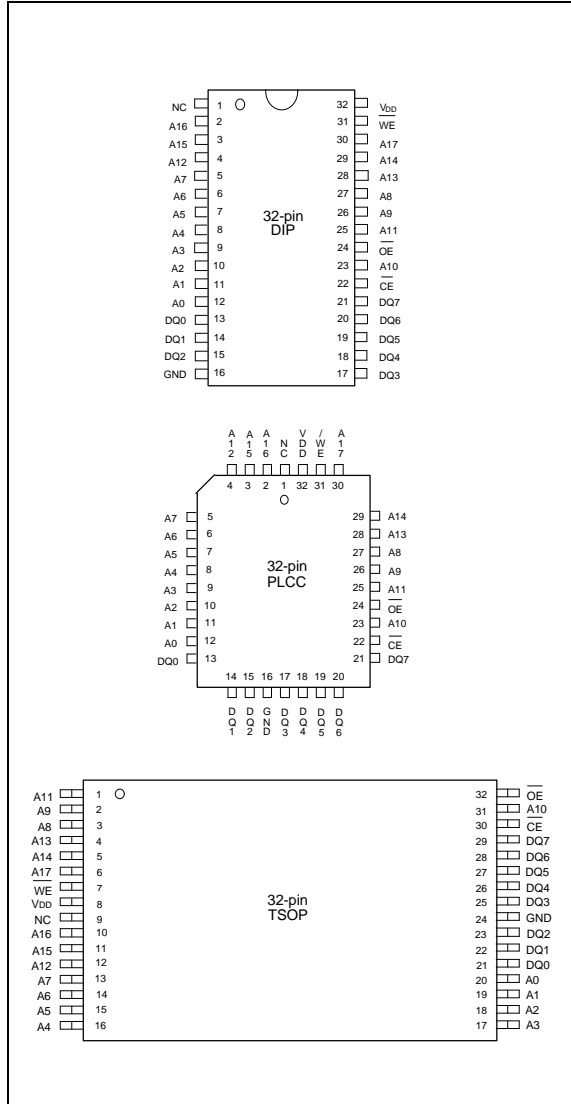 NC 1 32 VDD
A16 2 31 WE
A15 3 30 A17
A12 4 29 A14
A7 5 28 A13
A6 6 27 A8
A5 7 26 A9
A4 8 25 A11
A3 9 24 OE
A2 10 23 A10
A1 11 22 CE
A0 12 21 DQ7
DQ0 13 20 DQ6
DQ1 14 19 DQ5
DQ2 15 18 DQ4
GND 16 17 DQ3
32-pin
DIP
A12 A15 A16 NC VDD /WE A17
4 3 2 1 32 31 30
A7 5 29 A14
A6 6 28 A13
A5 7 27 A8
A4 8 26 A9
A3 9 25 A11
A2 10 24 OE
A1 11 23 A10
A0 12 22 CE
DQ0 13 21 DQ7
32-pin
PLCC
14 15 16 17 18 19 20
DQ1 DQ2 GND DQ3 DQ4 DQ5 DQ6
A11 1 32 OE
A9 2 31 A10
A8 3 30 CE
A13 4 29 DQ7
A14 5 28 DQ6
A17 6 27 DQ5
WE 7 26 DQ4
VDD 8 25 DQ3
NC 9 24 GND
A16 10 23 DQ2
A15 11 22 DQ1
A12 12 21 DQ0
A7 13 20 A0
A6 14 19 A1
A5 15 18 A2
A4 16 17 A3
32-pin
TSOP